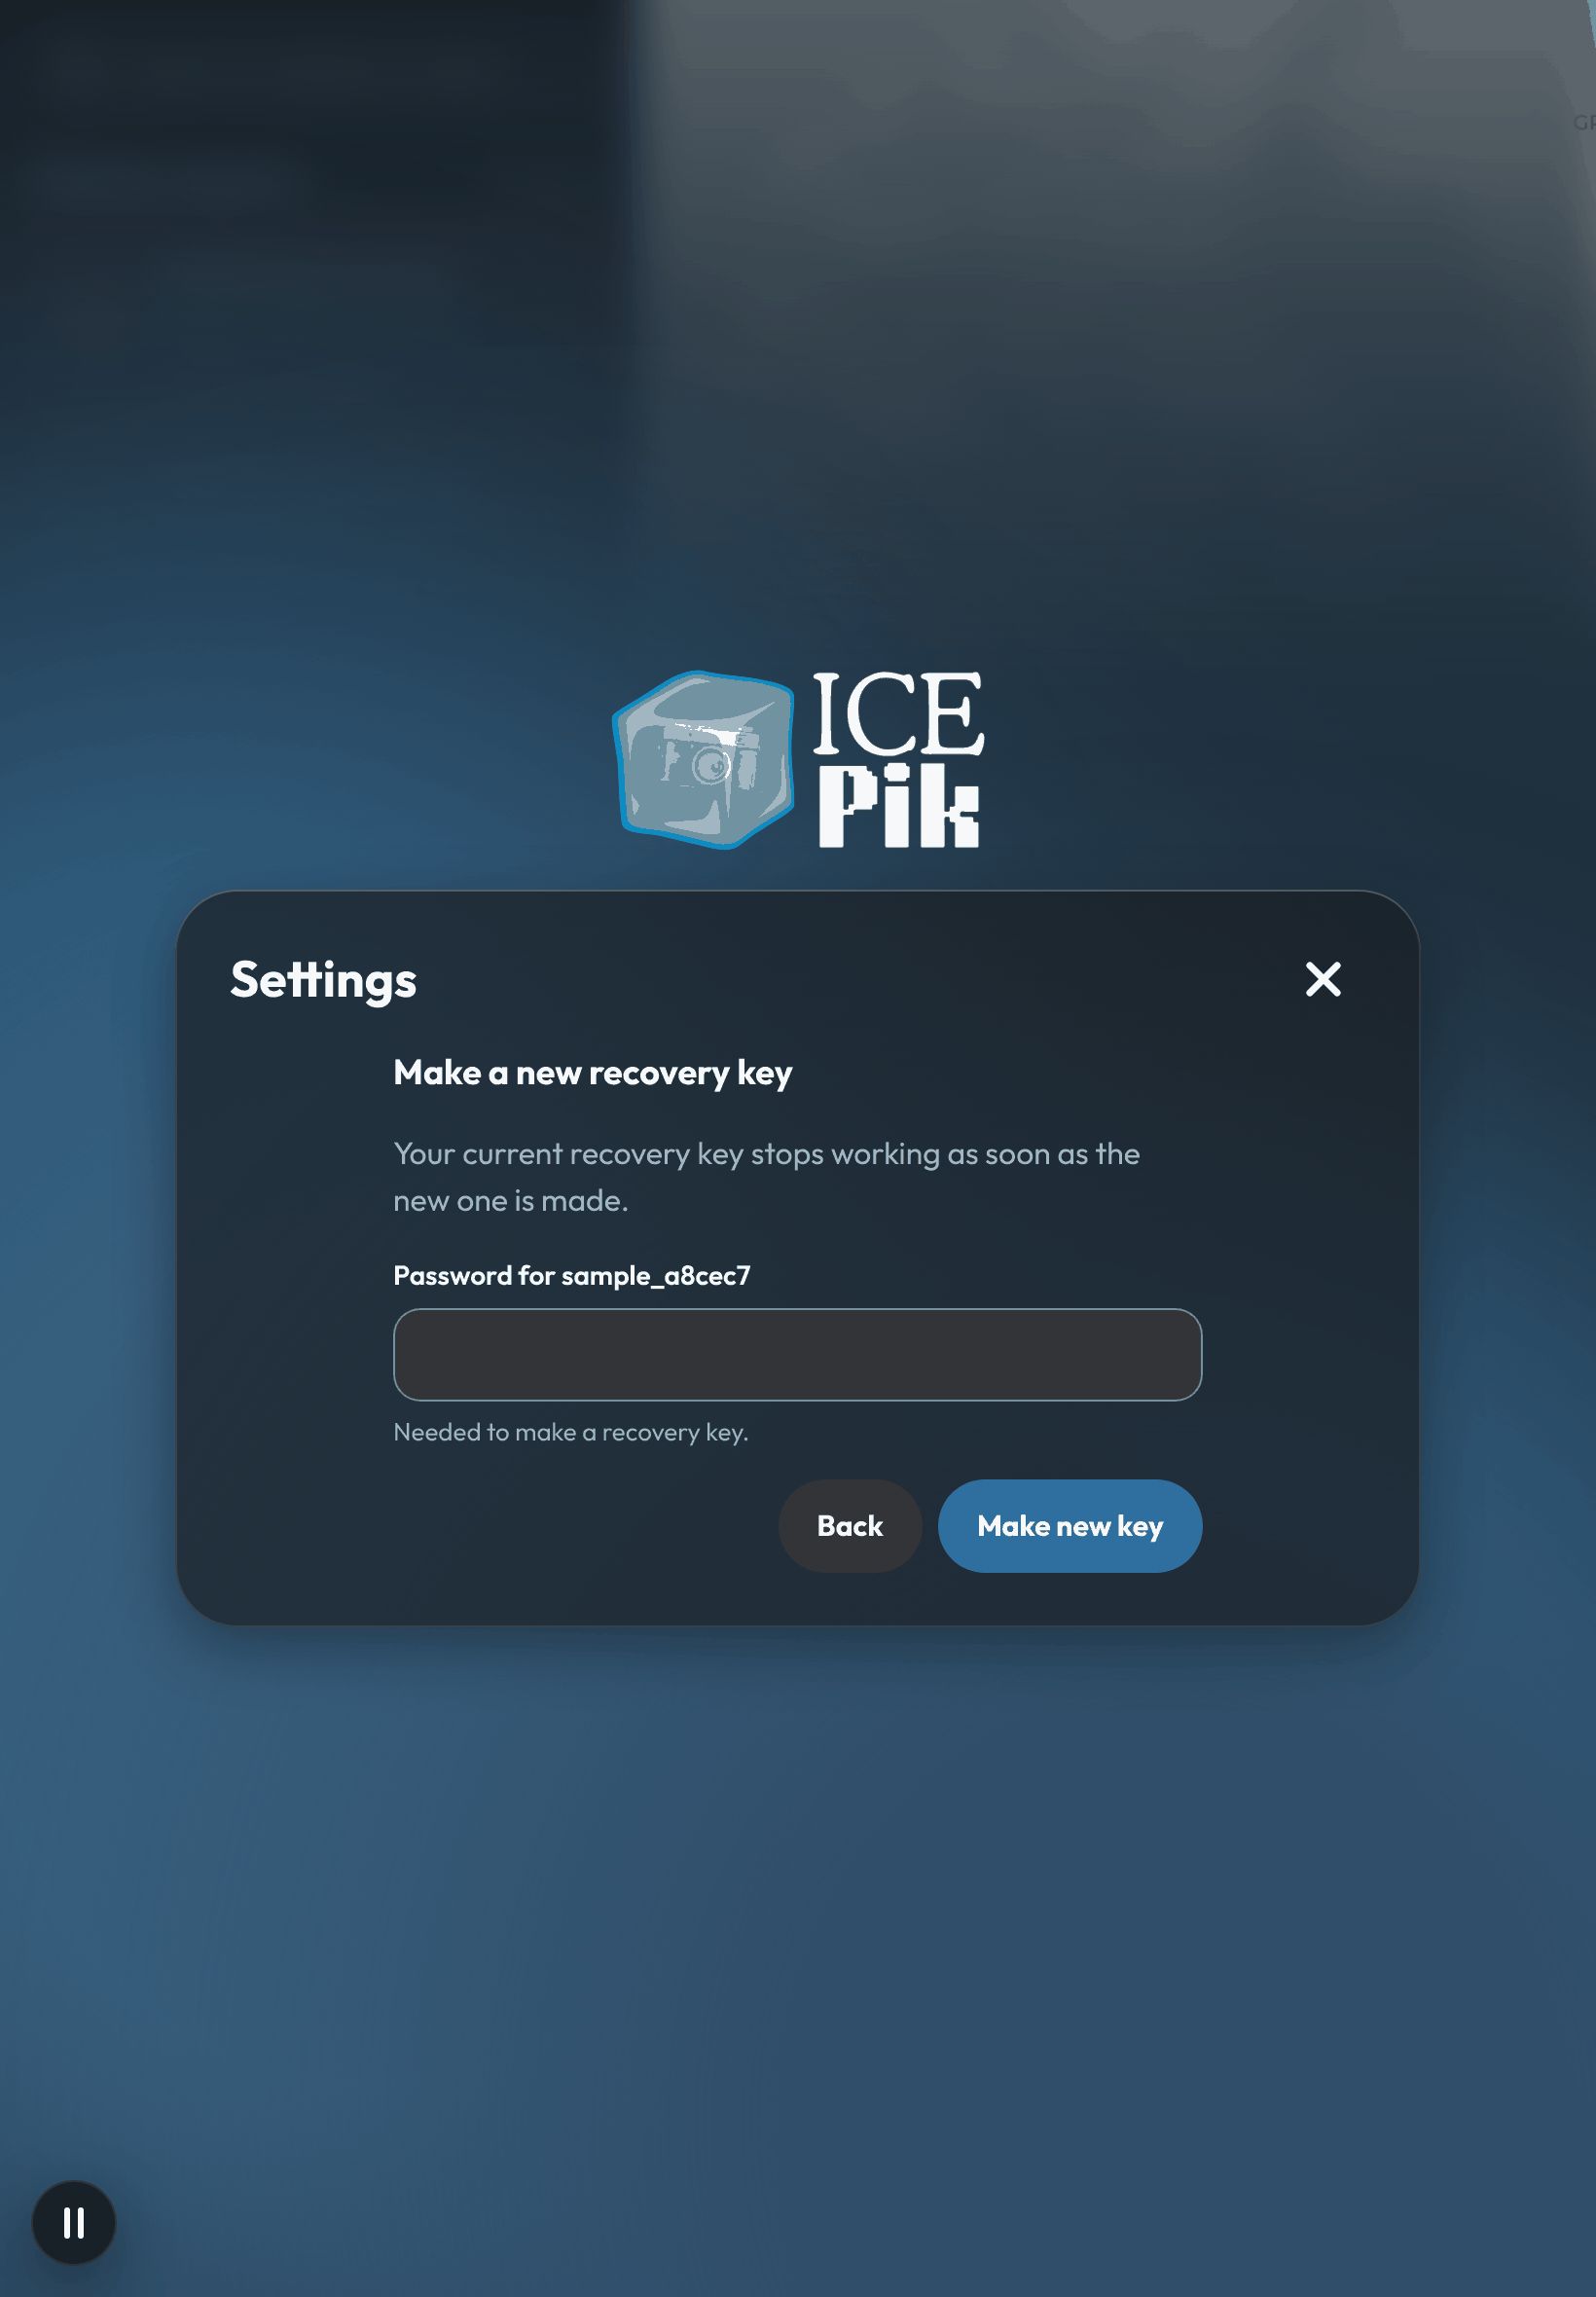 GR
ICE
Pik
Settings
Make a new recovery key
Your current recovery key stops working as soon as the
new one is made.
Password for sample_a8cec7
Needed to make a recovery key.
Back
Make new key